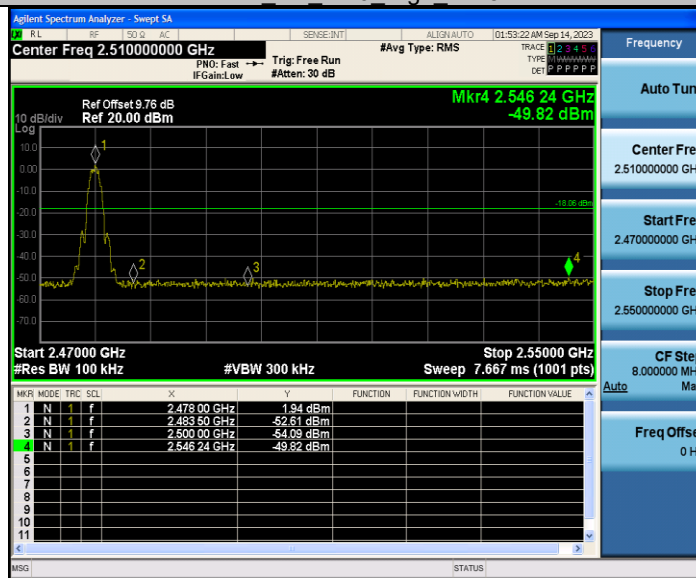 Agilent Spectrum Analyzer - Swept SA
RL RF 50 Ω AC SENSE:INT ALIGN AUTO 01:53:22 AM Sep 14, 2023
Center Freq 2.510000000 GHz #Avg Type: RMS TRACE 1 2 3 4 5 6
PNO: Fast Trig: Free Run TYPE
IFGain:Low #Atten: 30 dB DET P P P P P P
Frequency
Auto Tun
Center Fre
2.510000000 GH
Start Fre
2.470000000 GH
Stop Fre
2.550000000 GH
CF Ste
8.000000 MH
Auto Ma
Freq Offse
0 H
Mkr4 2.546 24 GHz
-49.82 dBm
Ref Offset 9.76 dB
10 dB/div Ref 20.00 dBm
Log
10.0
0.00
-10.0
-20.0
-30.0
-40.0
-50.0
-60.0
-70.0
1
2
3
4
-18.06 dBm
Start 2.47000 GHz Stop 2.55000 GHz
#Res BW 100 kHz #VBW 300 kHz Sweep 7.667 ms (1001 pts)
MKR MODE TRC SCL X Y FUNCTION FUNCTION WIDTH FUNCTION VALUE
1 N 1 f 2.478 00 GHz 1.94 dBm
2 N 1 f 2.483 50 GHz -52.61 dBm
3 N 1 f 2.500 00 GHz -54.09 dBm
4 N 1 f 2.546 24 GHz -49.82 dBm
5
6
7
8
9
10
11
MSG STATUS